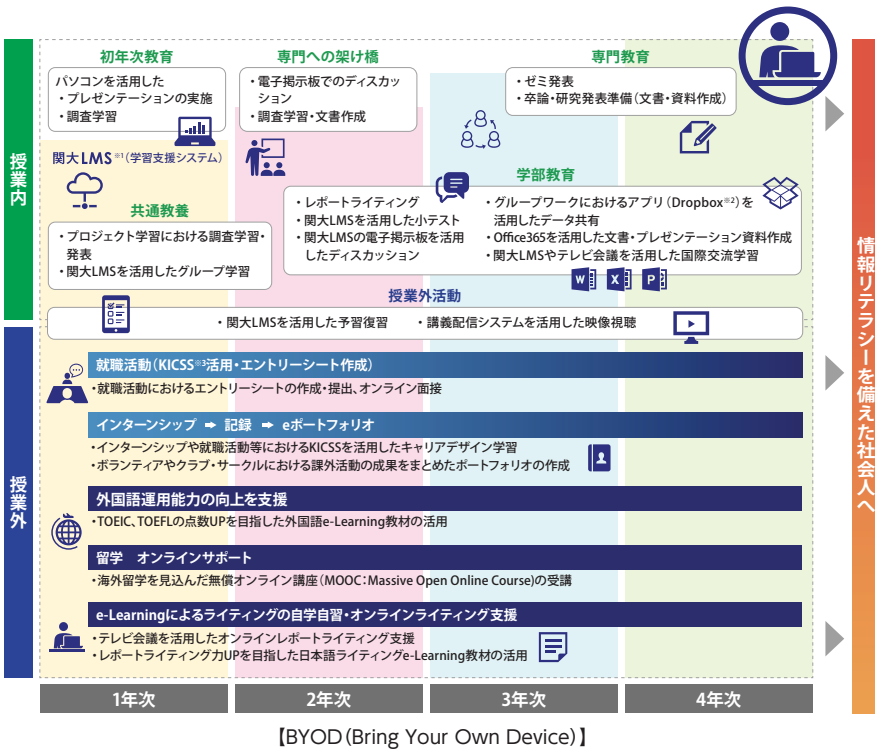 初年次教育
パソコンを活用した
・プレゼンテーションの実施
・調査学習
専門への架け橋
・電子掲示板でのディスカッ
ション
・調査学習・文書作成
専門教育
・ゼミ発表
・卒論・研究発表準備(文書・資料作成)
授業内
関大LMS※1(学習支援システム)
共通教養
・プロジェクト学習における調査学習・
発表
・関大LMSを活用したグループ学習
学部教育
・レポートライティング
・関大LMSを活用した小テスト
・関大LMSの電子掲示板を活用
したディスカッション
・グループワークにおけるアプリ(Dropbox※2)を
活用したデータ共有
・Office365を活用した文書・プレゼンテーション資料作成
・関大LMSやテレビ会議を活用した国際交流学習
W
X
P
授業外活動
・関大LMSを活用した予習復習 ・講義配信システムを活用した映像視聴
授業外
就職活動(KICSS※3活用・エントリーシート作成)
・就職活動におけるエントリーシートの作成・提出、オンライン面接
インターンシップ ➡ 記録 ➡ eポートフォリオ
・インターンシップや就職活動等におけるKICSSを活用したキャリアデザイン学習
・ボランティアやクラブ・サークルにおける課外活動の成果をまとめたポートフォリオの作成
外国語運用能力の向上を支援
・TOEIC、TOEFLの点数UPを目指した外国語e-Learning教材の活用
留学 オンラインサポート
・海外留学を見込んだ無償オンライン講座(MOOC:Massive Open Online Course)の受講
e-Learningによるライティングの自学自習・オンラインライティング支援
・テレビ会議を活用したオンラインレポートライティング支援
・レポートライティング力UPを目指した日本語ライティングe-Learning教材の活用
情報リテラシーを備えた社会人へ
1年次
2年次
3年次
4年次
【BYOD(Bring Your Own Device)】